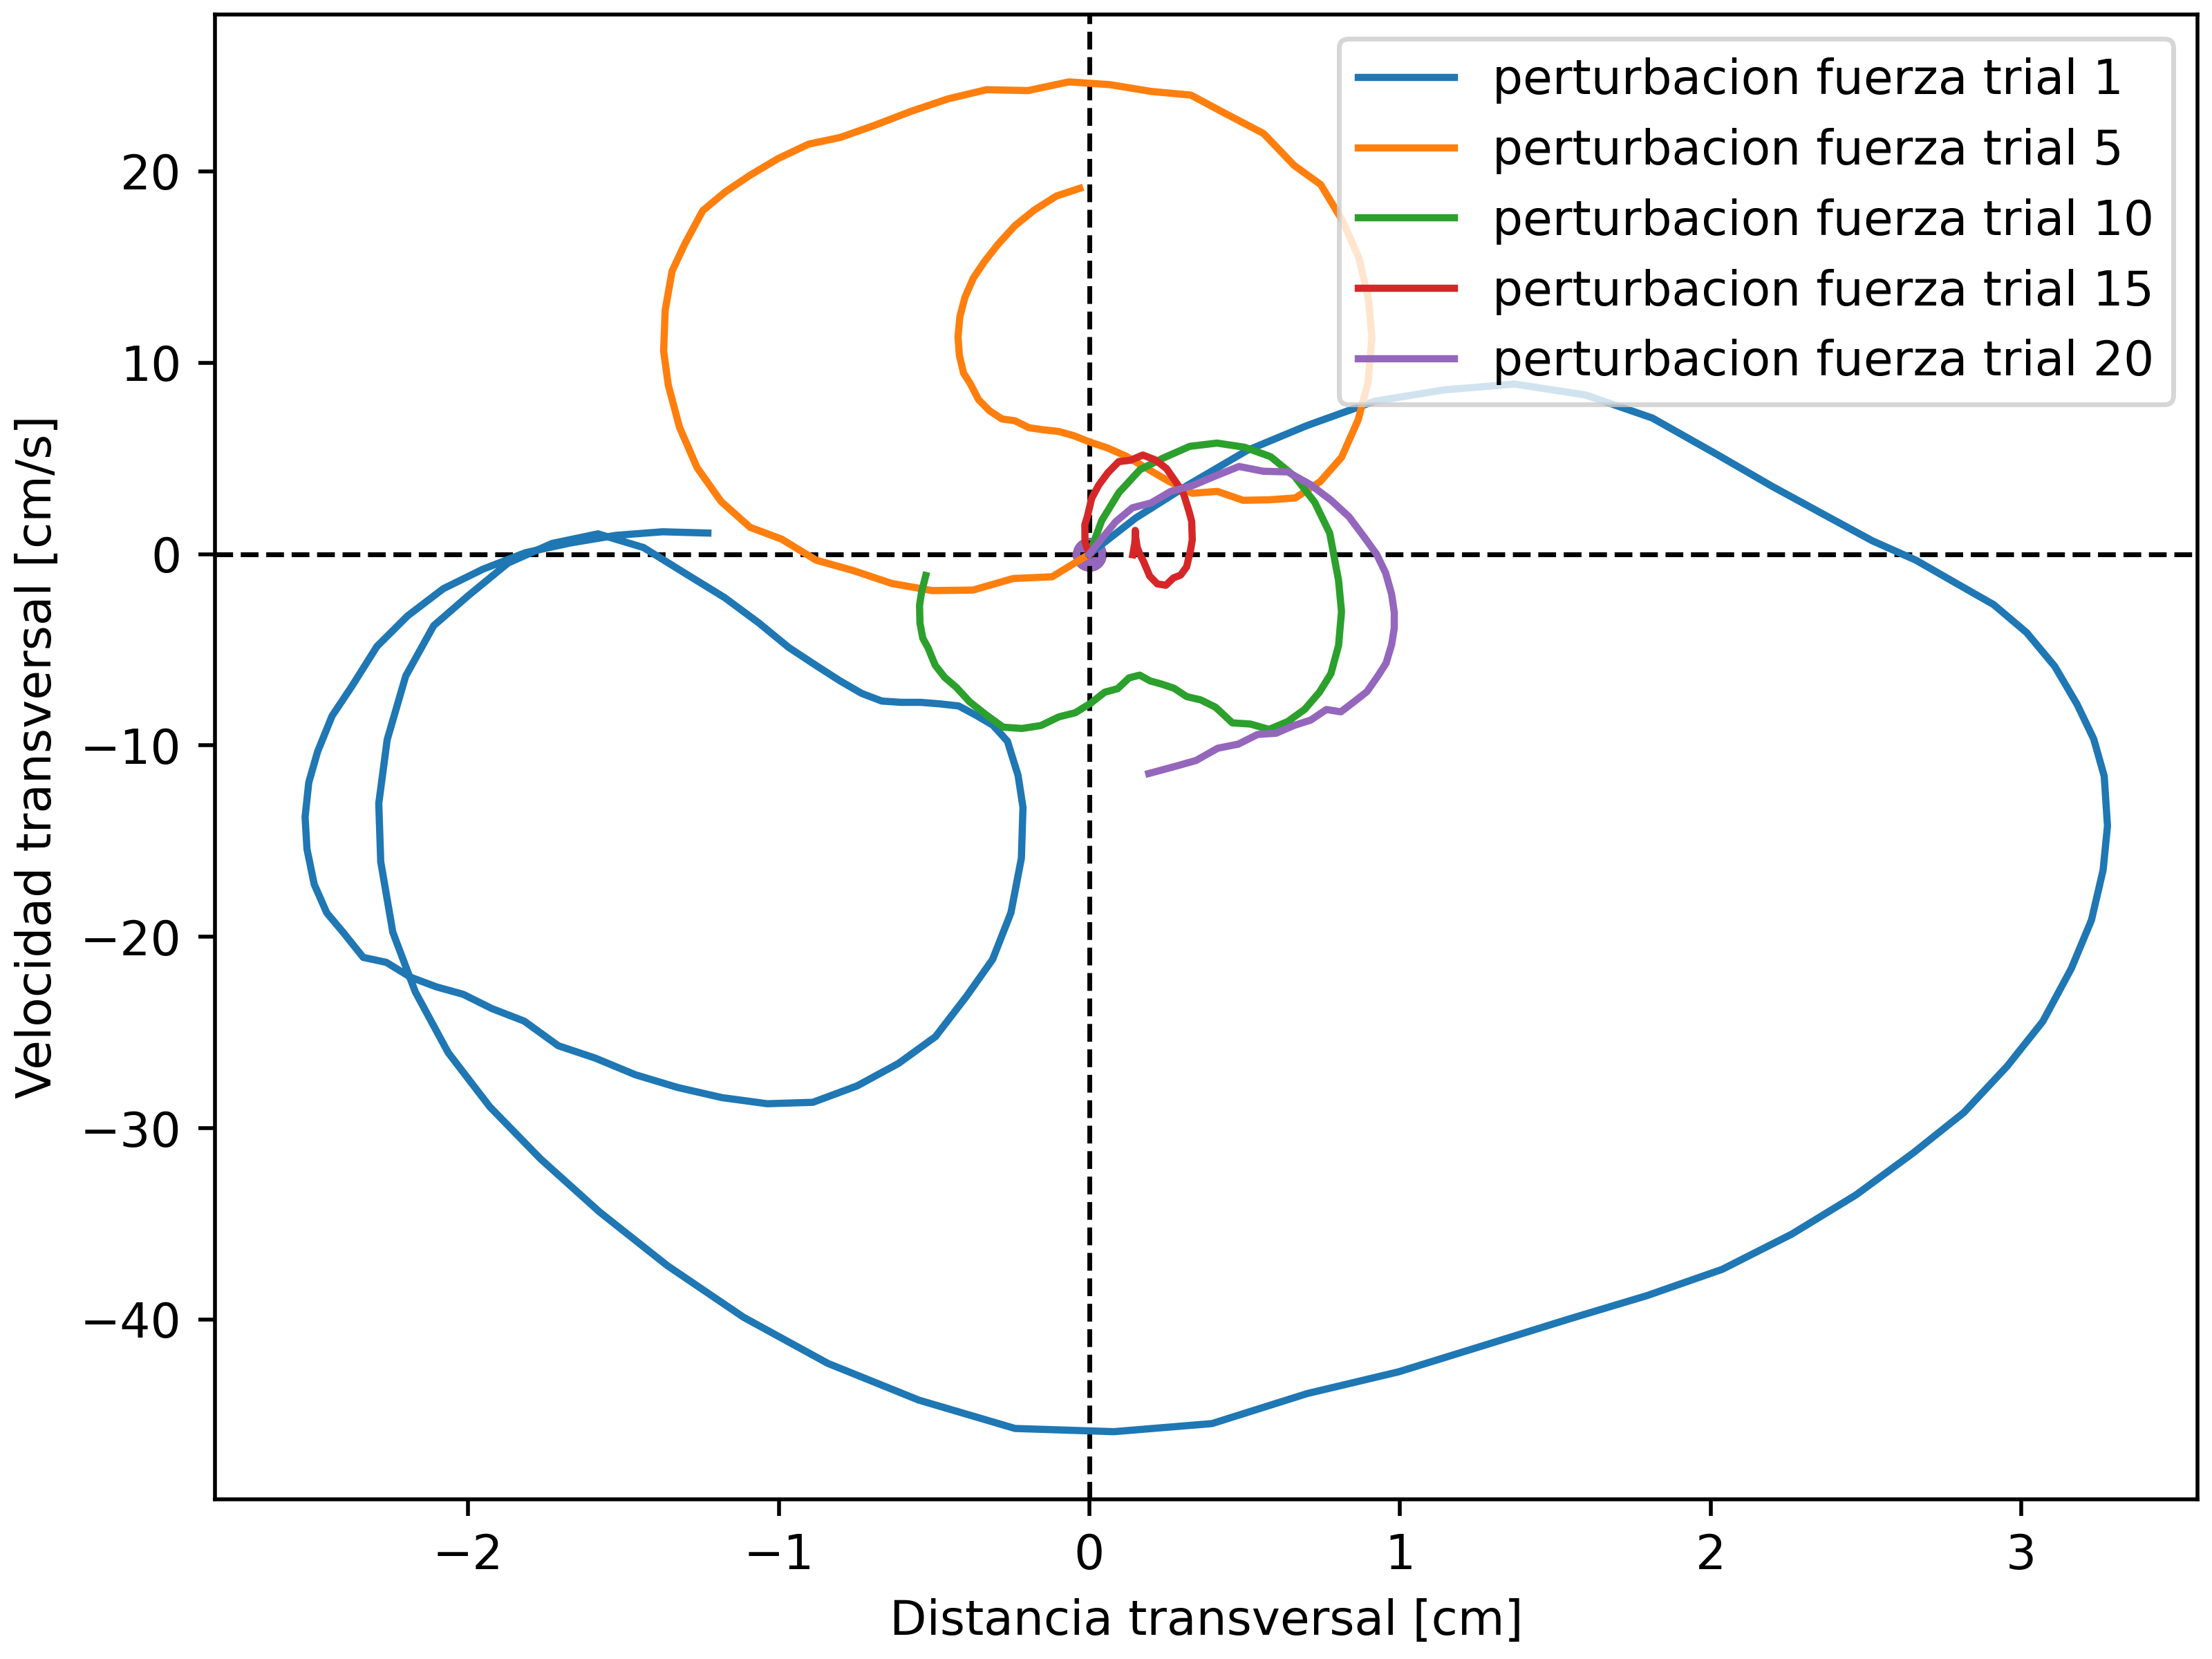 perturbacion fuerza trial 1
perturbacion fuerza trial 5
perturbacion fuerza trial 10
perturbacion fuerza trial 15
perturbacion fuerza trial 20
Velocidad transversal [cm/s]
20
10
0
−10
−20
−30
−40
−2
−1
0
1
2
3
Distancia transversal [cm]